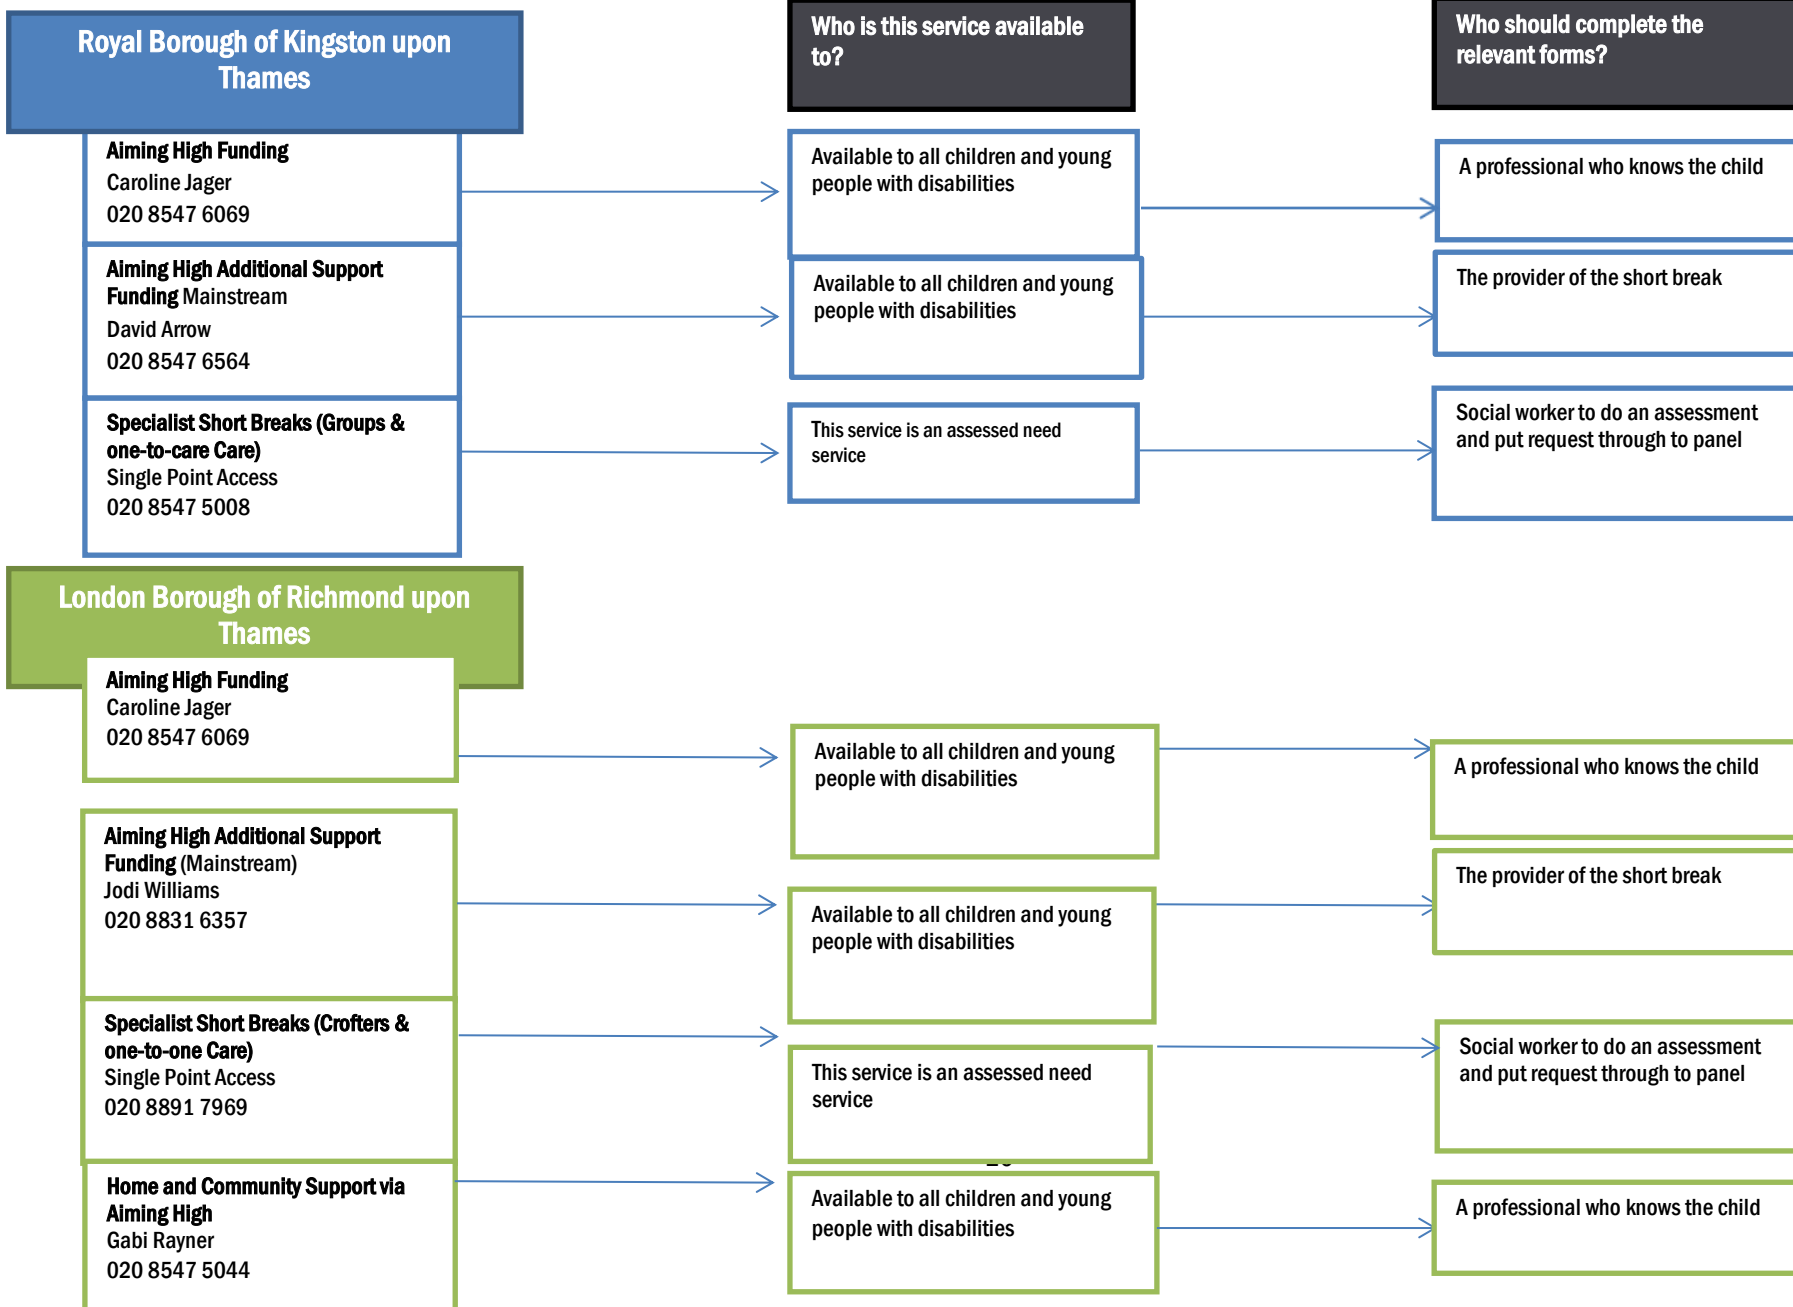 Royal Borough of Kingston upon
Thames
Who is this service available
to?
Who should complete the
relevant forms?
Aiming High Funding
Caroline Jager
020 8547 6069
Available to all children and young
people with disabilities
A professional who knows the child
Aiming High Additional Support
Funding Mainstream
David Arrow
020 8547 6564
Available to all children and young
people with disabilities
The provider of the short break
Specialist Short Breaks (Groups &
one-to-care Care)
Single Point Access
020 8547 5008
This service is an assessed need
service
Social worker to do an assessment
and put request through to panel
London Borough of Richmond upon
Thames
Aiming High Funding
Caroline Jager
020 8547 6069
Available to all children and young
people with disabilities
A professional who knows the child
Aiming High Additional Support
Funding (Mainstream)
Jodi Williams
020 8831 6357
Available to all children and young
people with disabilities
The provider of the short break
Specialist Short Breaks (Crofters &
one-to-one Care)
Single Point Access
020 8891 7969
This service is an assessed need
service
Social worker to do an assessment
and put request through to panel
Home and Community Support via
Aiming High
Gabi Rayner
020 8547 5044
Available to all children and young
people with disabilities
A professional who knows the child